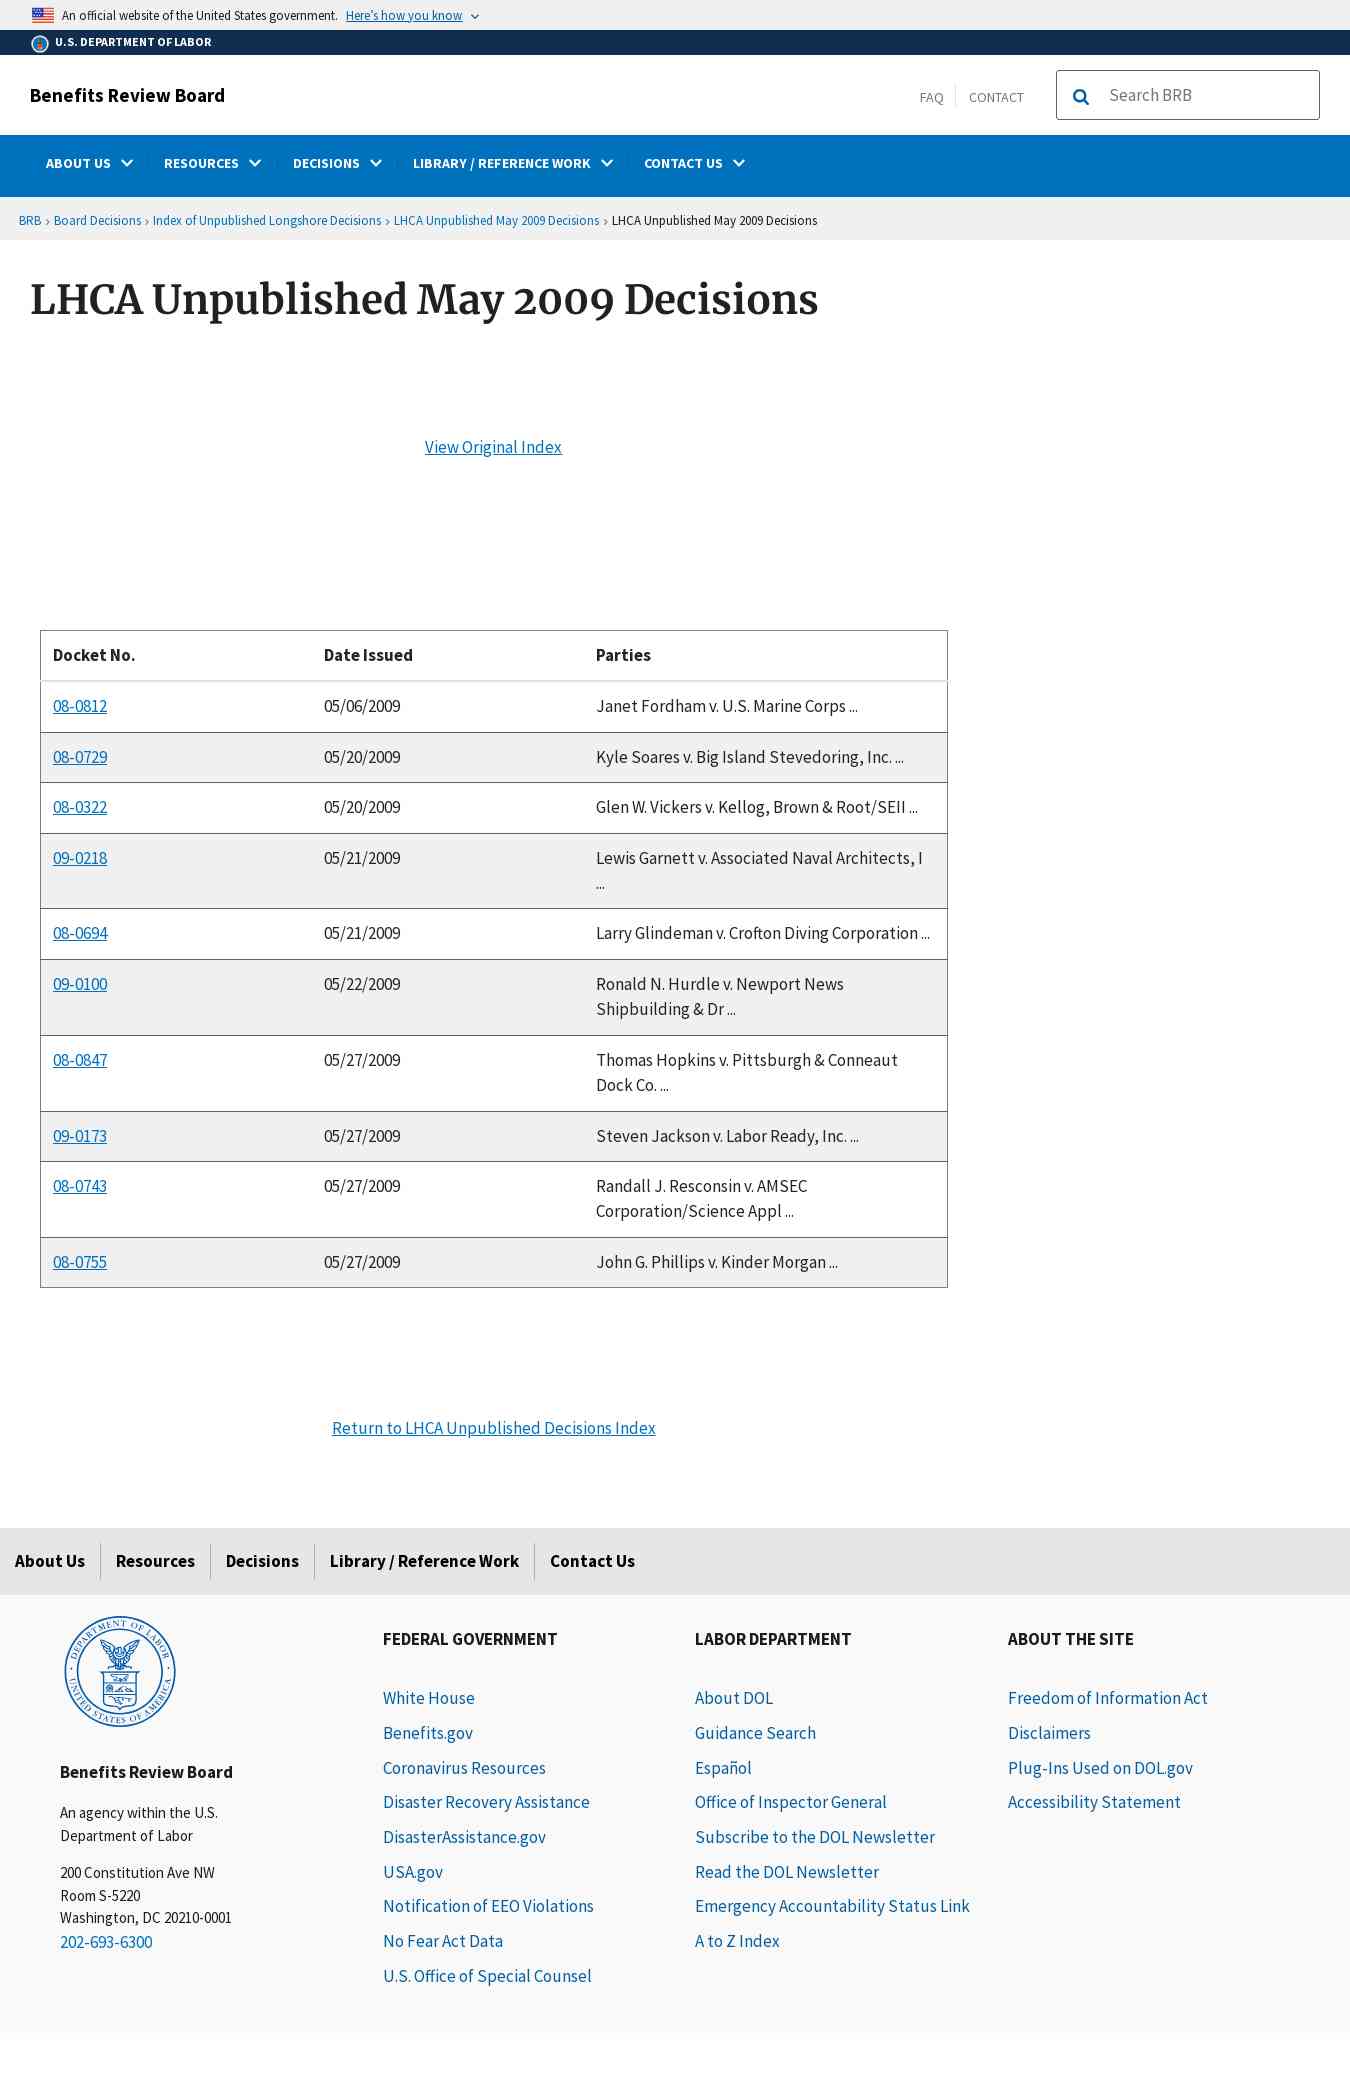 An official website of the United States government. Here's how you know
U.S. DEPARTMENT OF LABOR
Benefits Review Board
FAQ
CONTACT
Search BRB
ABOUT US
RESOURCES
DECISIONS
LIBRARY / REFERENCE WORK
CONTACT US
BRB › Board Decisions › Index of Unpublished Longshore Decisions › LHCA Unpublished May 2009 Decisions › LHCA Unpublished May 2009 Decisions
LHCA Unpublished May 2009 Decisions
View Original Index
Docket No. Date Issued Parties
08-0812 05/06/2009 Janet Fordham v. U.S. Marine Corps ...
08-0729 05/20/2009 Kyle Soares v. Big Island Stevedoring, Inc. ...
08-0322 05/20/2009 Glen W. Vickers v. Kellog, Brown & Root/SEII ...
09-0218 05/21/2009 Lewis Garnett v. Associated Naval Architects, I
...
08-0694 05/21/2009 Larry Glindeman v. Crofton Diving Corporation ...
09-0100 05/22/2009 Ronald N. Hurdle v. Newport News
Shipbuilding & Dr ...
08-0847 05/27/2009 Thomas Hopkins v. Pittsburgh & Conneaut
Dock Co. ...
09-0173 05/27/2009 Steven Jackson v. Labor Ready, Inc. ...
08-0743 05/27/2009 Randall J. Resconsin v. AMSEC
Corporation/Science Appl ...
08-0755 05/27/2009 John G. Phillips v. Kinder Morgan ...
Return to LHCA Unpublished Decisions Index
About Us
Resources
Decisions
Library / Reference Work
Contact Us
DEPARTMENT OF LABOR
UNITED STATES OF AMERICA
Benefits Review Board
An agency within the U.S.
Department of Labor
200 Constitution Ave NW
Room S-5220
Washington, DC 20210-0001
202-693-6300
FEDERAL GOVERNMENT
White House
Benefits.gov
Coronavirus Resources
Disaster Recovery Assistance
DisasterAssistance.gov
USA.gov
Notification of EEO Violations
No Fear Act Data
U.S. Office of Special Counsel
LABOR DEPARTMENT
About DOL
Guidance Search
Español
Office of Inspector General
Subscribe to the DOL Newsletter
Read the DOL Newsletter
Emergency Accountability Status Link
A to Z Index
ABOUT THE SITE
Freedom of Information Act
Disclaimers
Plug-Ins Used on DOL.gov
Accessibility Statement